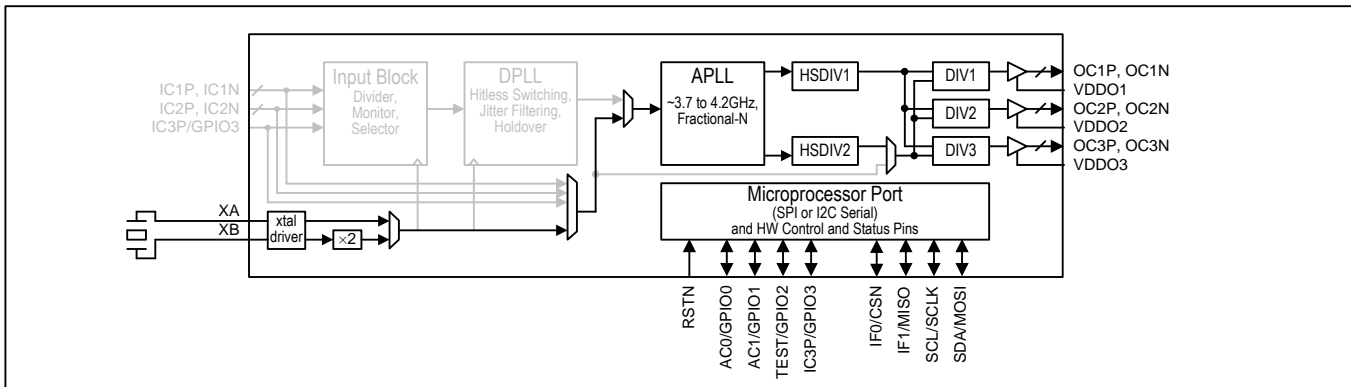 IC1P, IC1N
IC2P, IC2N
IC3P/GPIO3
Input Block
Divider,
Monitor,
Selector
DPLL
Hitless Switching,
Jitter Filtering,
Holdover
APLL
~3.7 to 4.2GHz,
Fractional-N
HSDIV1
HSDIV2
DIV1
DIV2
DIV3
OC1P, OC1N
VDDO1
OC2P, OC2N
VDDO2
OC3P, OC3N
VDDO3
XA
XB
xtal
driver
×2
Microprocessor Port
(SPI or I2C Serial)
and HW Control and Status Pins
RSTN
AC0/GPIO0
AC1/GPIO1
TEST/GPIO2
IC3P/GPIO3
IF0/CSN
IF1/MISO
SCL/SCLK
SDA/MOSI